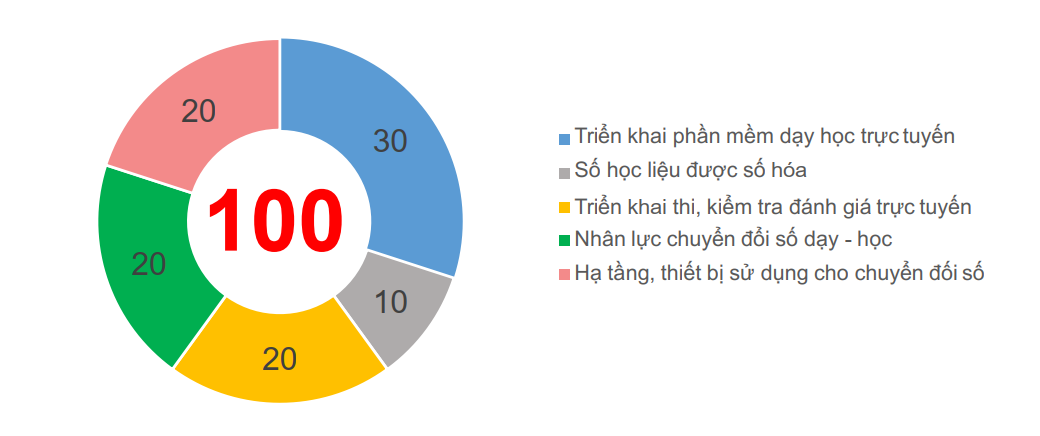 20
30
100
20
10
20
Triển khai phần mềm dạy học trực tuyến
Số học liệu được số hóa
Triển khai thi, kiểm tra đánh giá trực tuyến
Nhân lực chuyển đổi số dạy - học
Hạ tầng, thiết bị sử dụng cho chuyển đối số